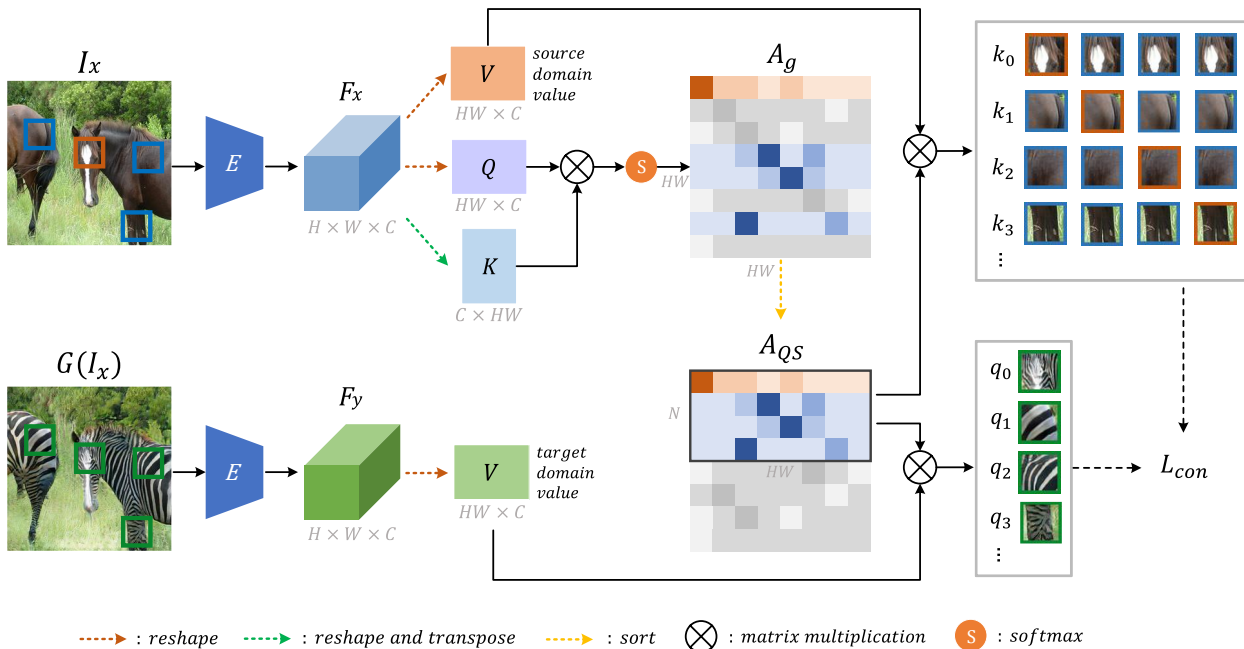 I_x
E
F_x
H × W × C
V
source
domain
value
HW × C
Q
HW × C
K
C × HW
S
HW
A_g
HW
k_0
k_1
k_2
k_3
⋮
G(I_x)
E
F_y
H × W × C
V
target
domain
value
HW × C
A_QS
N
HW
q_0
q_1
q_2
q_3
⋮
L_con
: reshape
: reshape and transpose
: sort
: matrix multiplication
S : softmax